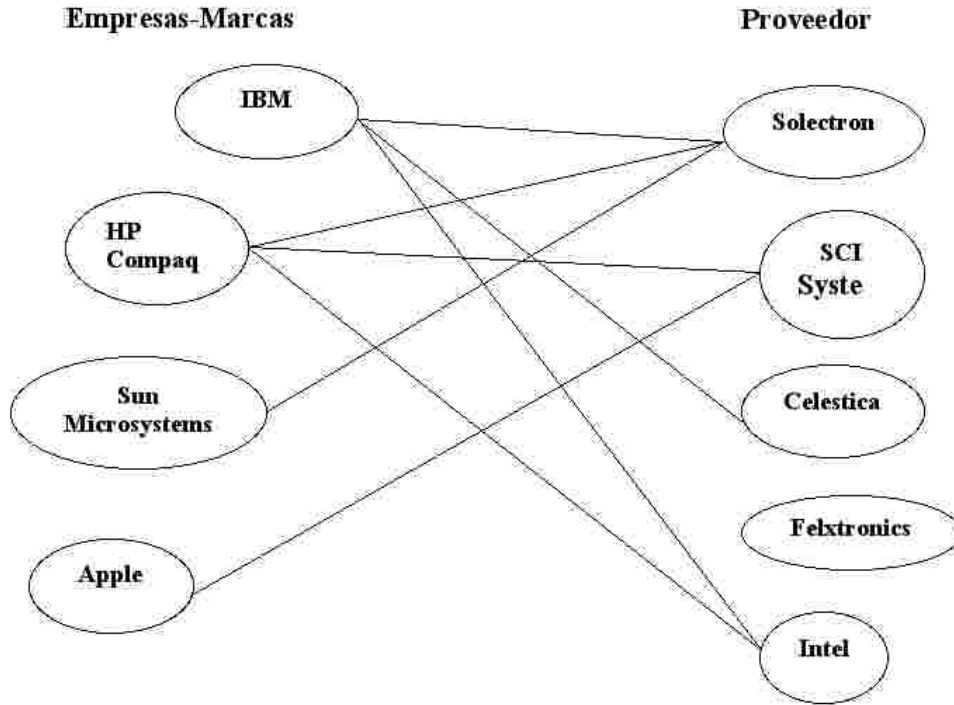 Empresas-Marcas
Proveedor
IBM
Solectron
HP
Compaq
SCI
Syste
Sun
Microsystems
Celestica
Felxtronics
Apple
Intel